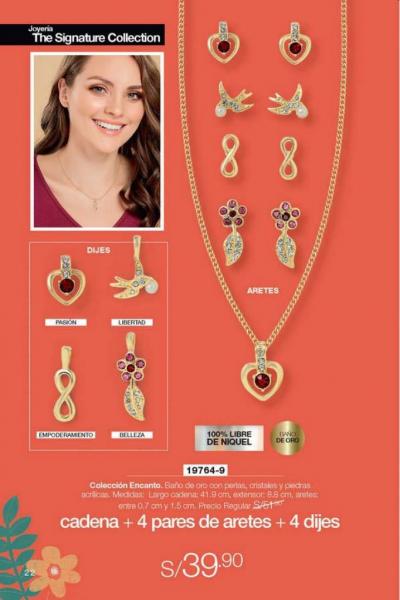 Joyería
The Signature Collection
DIJES
PASIÓN
LIBERTAD
EMPODERAMIENTO
BELLEZA
ARETES
100% LIBRE
DE NIQUEL
BAÑO
DE ORO
19764-9
Colección Encanto. Baño de oro con perlas, cristales y piedras
acrílicas. Medidas: Largo cadena: 41.9 cm, extensor: 8.8 cm, aretes:
entre 0.7 cm y 1.5 cm. Precio Regular
cadena + 4 pares de aretes + 4 dijes
S/39.90
22